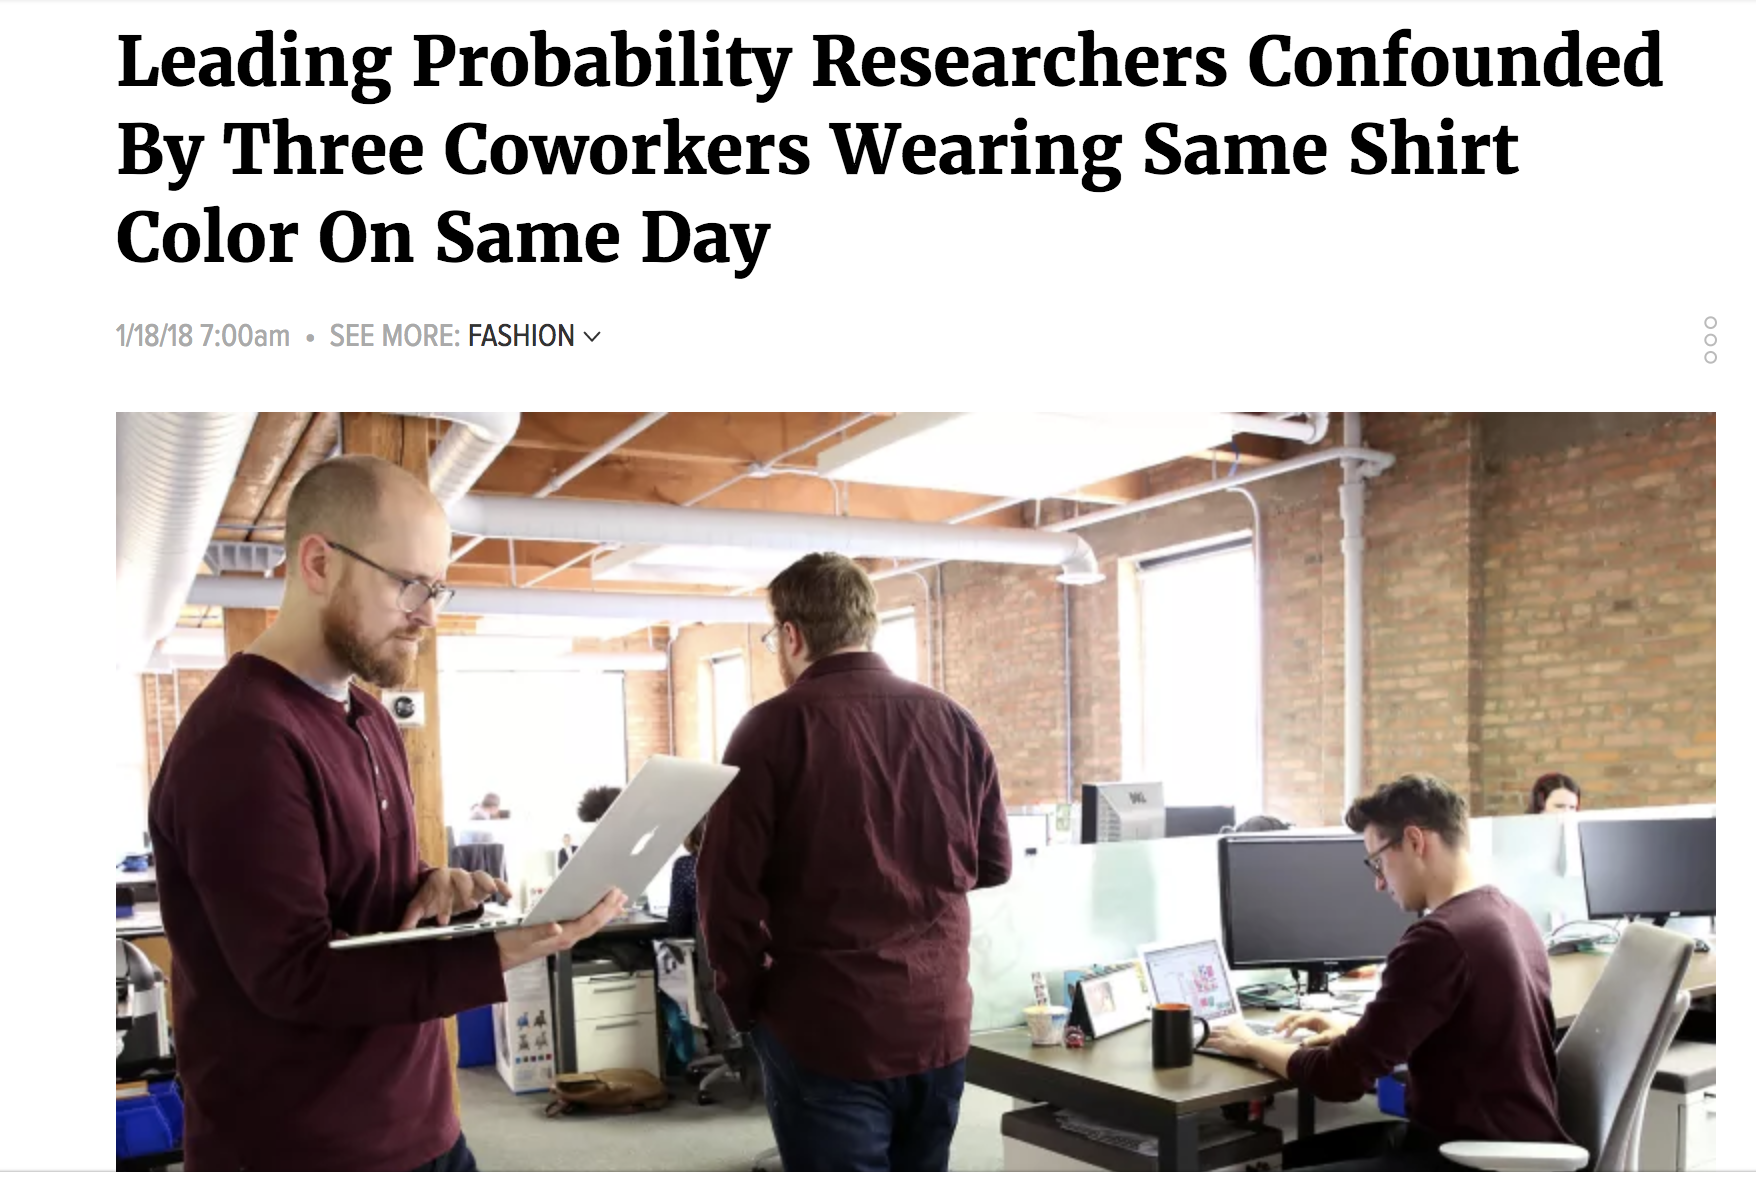 Leading Probability Researchers Confounded
By Three Coworkers Wearing Same Shirt
Color On Same Day
1/18/18 7:00am • SEE MORE: FASHION
DELL